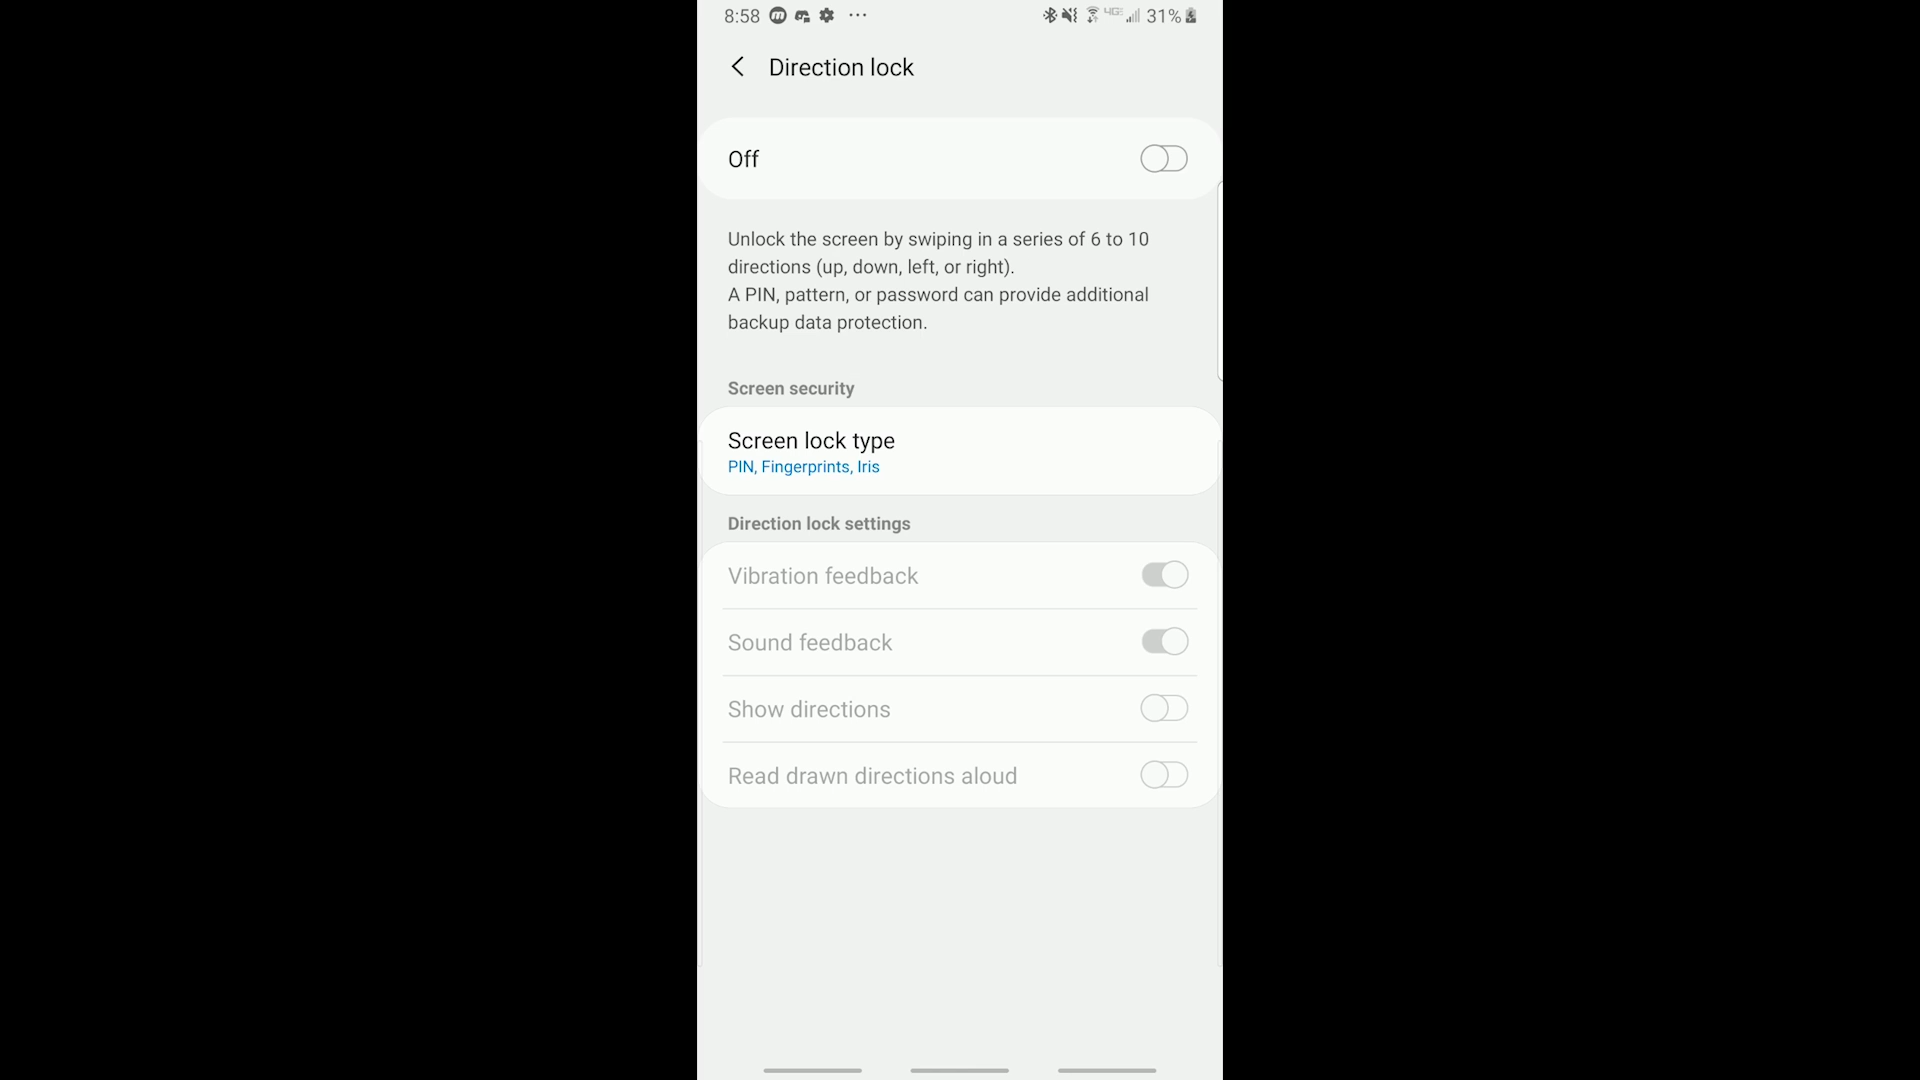 8:58 31%
Direction lock
Off
Unlock the screen by swiping in a series of 6 to 10
directions (up, down, left, or right).
A PIN, pattern, or password can provide additional
backup data protection.
Screen security
Screen lock type
PIN, Fingerprints, Iris
Direction lock settings
Vibration feedback
Sound feedback
Show directions
Read drawn directions aloud